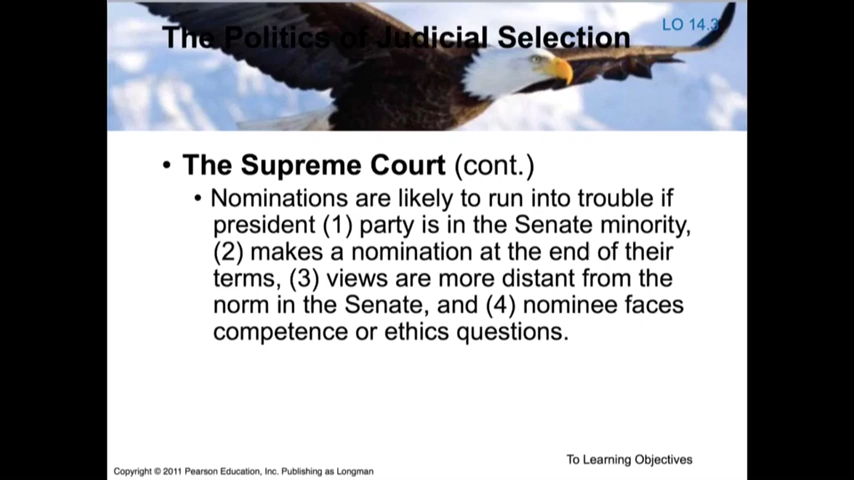 The Politics of Judicial Selection
LO 14.3
• The Supreme Court (cont.)
• Nominations are likely to run into trouble if
president (1) party is in the Senate minority,
(2) makes a nomination at the end of their
terms, (3) views are more distant from the
norm in the Senate, and (4) nominee faces
competence or ethics questions.
To Learning Objectives
Copyright © 2011 Pearson Education, Inc. Publishing as Longman